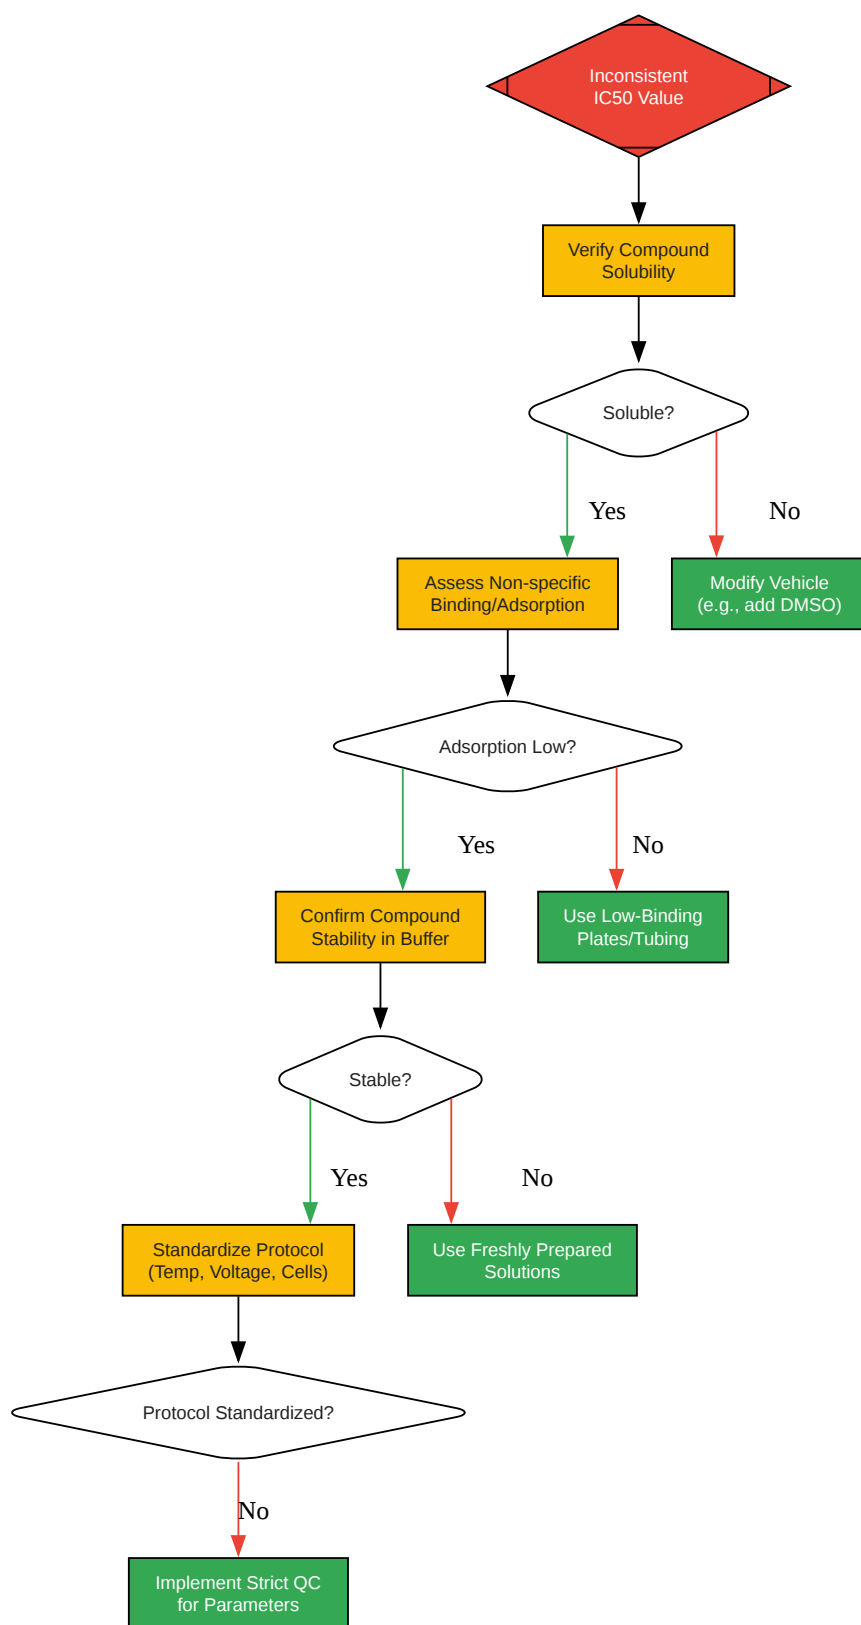 Inconsistent
IC50 Value
Verify Compound
Solubility
Soluble?
Yes
No
Assess Non-specific
Binding/Adsorption
Modify Vehicle
(e.g., add DMSO)
Adsorption Low?
Yes
No
Confirm Compound
Stability in Buffer
Use Low-Binding
Plates/Tubing
Stable?
Yes
No
Standardize Protocol
(Temp, Voltage, Cells)
Use Freshly Prepared
Solutions
Protocol Standardized?
No
Implement Strict QC
for Parameters